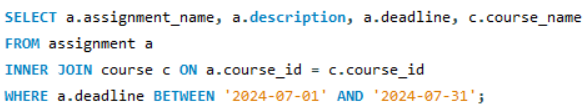 SELECT a.assignment_name, a.description, a.deadline, c.course_name
FROM assignment a
INNER JOIN course c ON a.course_id = c.course_id
WHERE a.deadline BETWEEN '2024-07-01' AND '2024-07-31';